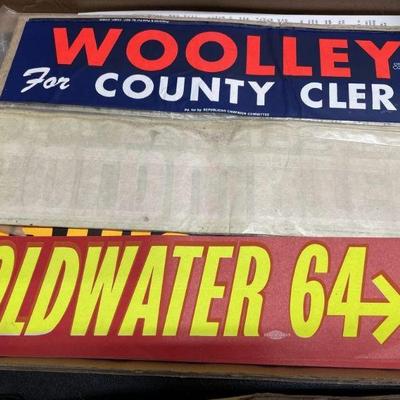 WOOLLEY
For COUNTY CLER
PD. FOR BY REPUBLICAN CAMPAIGN COMMITTEE
OLDWATER 64